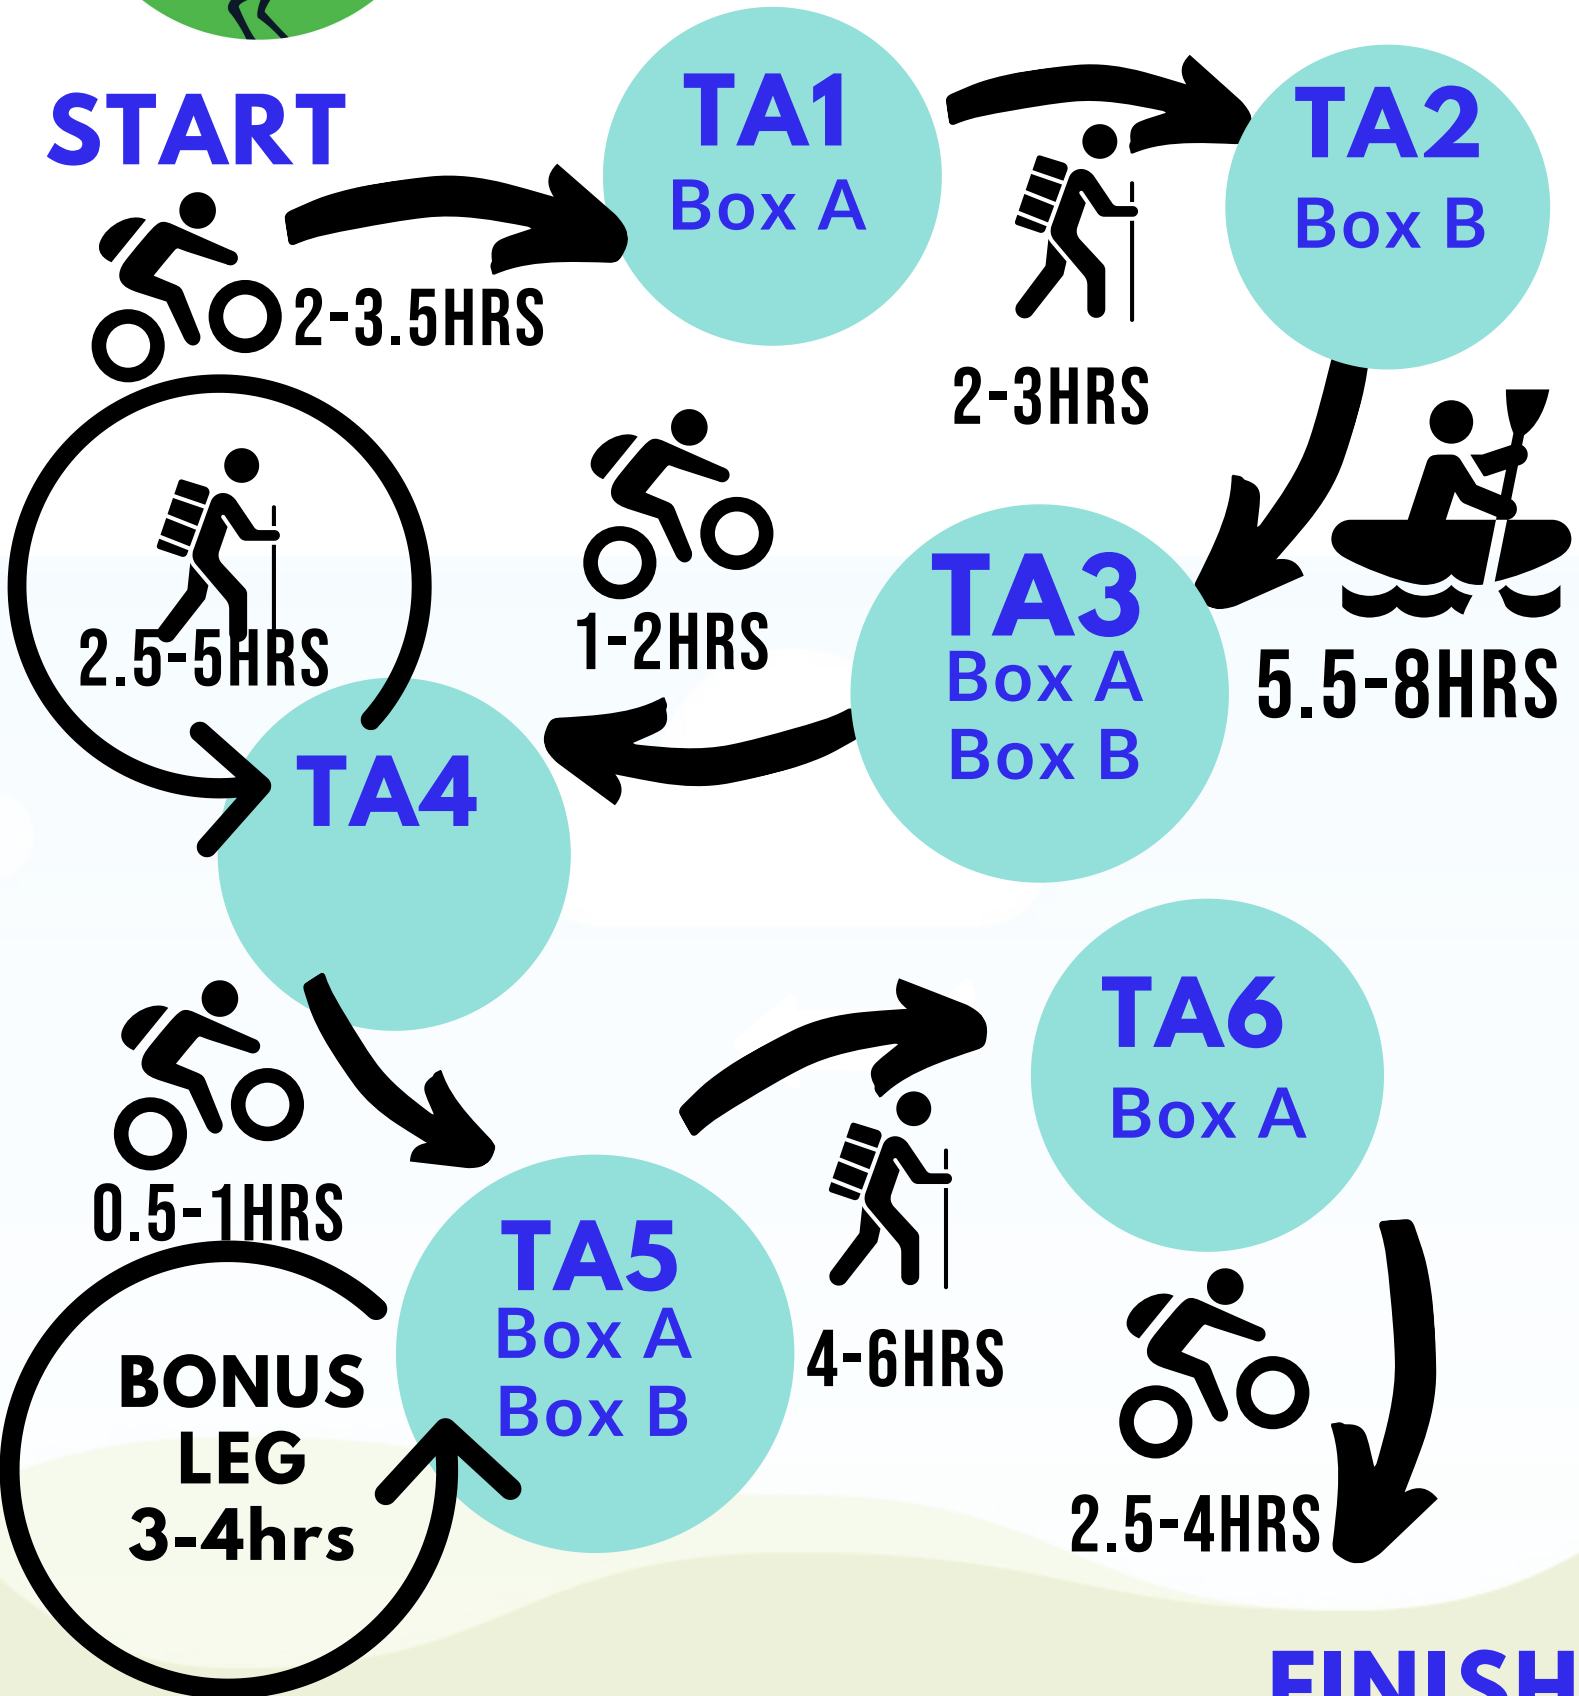 START
2-3.5HRS
TA1
Box A
2-3HRS
TA2
Box B
5.5-8HRS
TA3
Box A
Box B
1-2HRS
2.5-5HRS
TA4
0.5-1HRS
TA5
Box A
Box B
BONUS
LEG
3-4hrs
4-6HRS
TA6
Box A
2.5-4HRS
FINISH